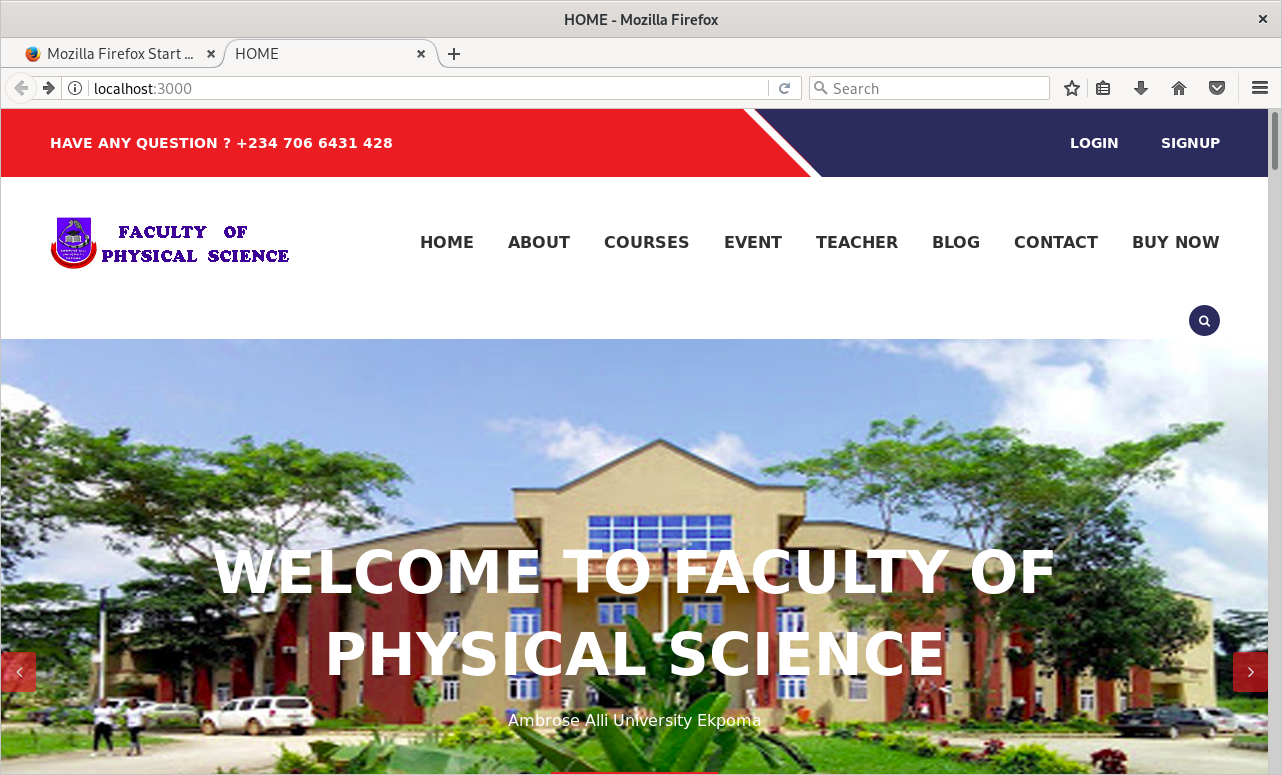 HOME - Mozilla Firefox
Mozilla Firefox Start ...
HOME
localhost:3000
Search
HAVE ANY QUESTION ? +234 706 6431 428
LOGIN SIGNUP
FACULTY OF
PHYSICAL SCIENCE
HOME ABOUT COURSES EVENT TEACHER BLOG CONTACT BUY NOW
WELCOME TO FACULTY OF
PHYSICAL SCIENCE
Ambrose Alli University Ekpoma